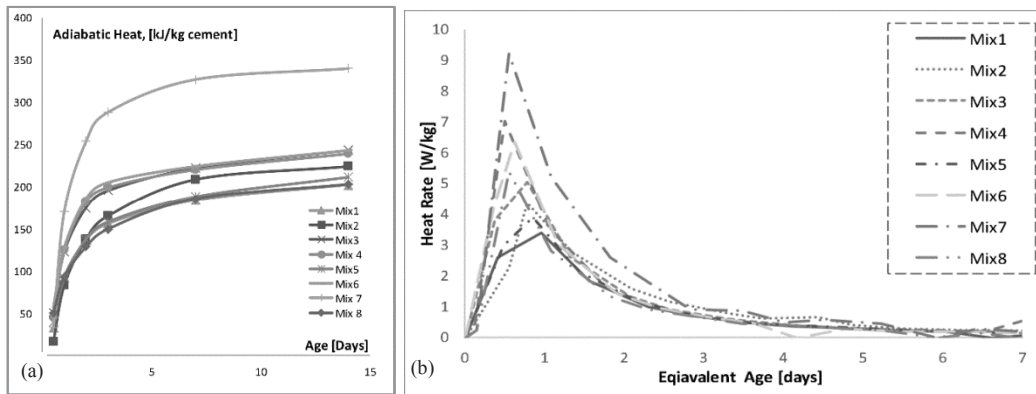 400
Adiabatic Heat, [kJ/kg cement]
350
300
250
200
150
100
50
Mix1
Mix2
Mix3
Mix 4
Mix5
Mix6
Mix 7
Mix 8
Age [Days]
5
10
15
(a)
10
9
8
7
6
5
4
3
2
1
0
Heat Rate [W/kg]
Mix1
Mix2
Mix3
Mix4
Mix5
Mix6
Mix7
Mix8
0
1
2
3
4
5
6
7
Eqiavalent Age [days]
(b)